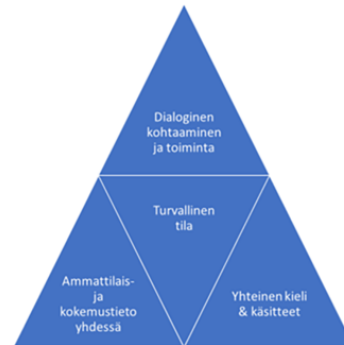 Dialoginen
kohtaaminen
ja toiminta
Turvallinen
tila
Ammattilais-
ja
kokemustieto
yhdessä
Yhteinen kieli
& käsitteet